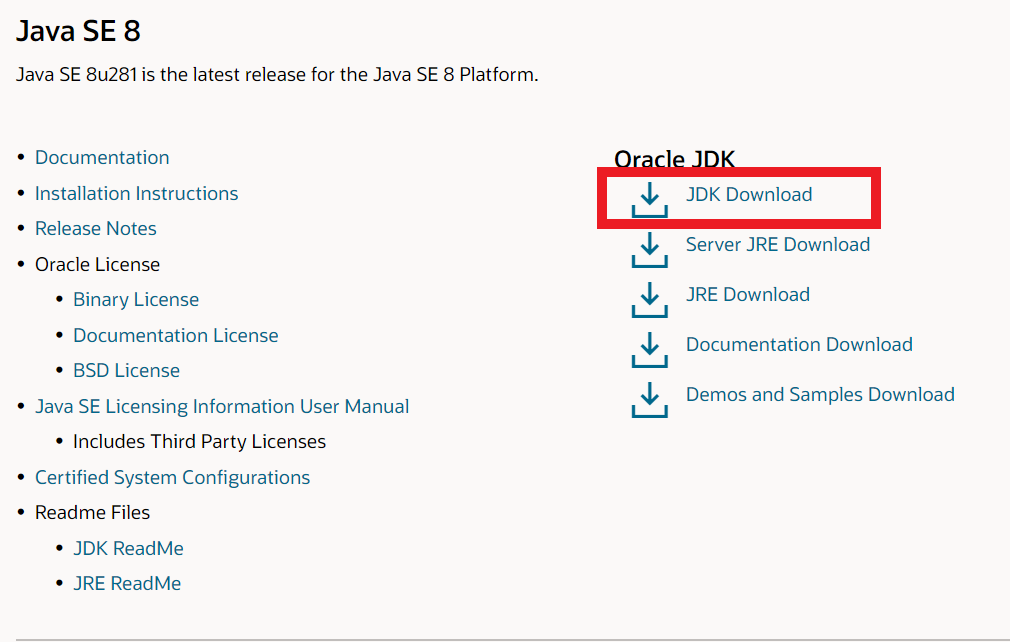 Java SE 8
Java SE 8u281 is the latest release for the Java SE 8 Platform.
Documentation
Installation Instructions
Release Notes
Oracle License
Binary License
Documentation License
BSD License
Java SE Licensing Information User Manual
Includes Third Party Licenses
Certified System Configurations
Readme Files
JDK ReadMe
JRE ReadMe
Oracle JDK
JDK Download
Server JRE Download
JRE Download
Documentation Download
Demos and Samples Download